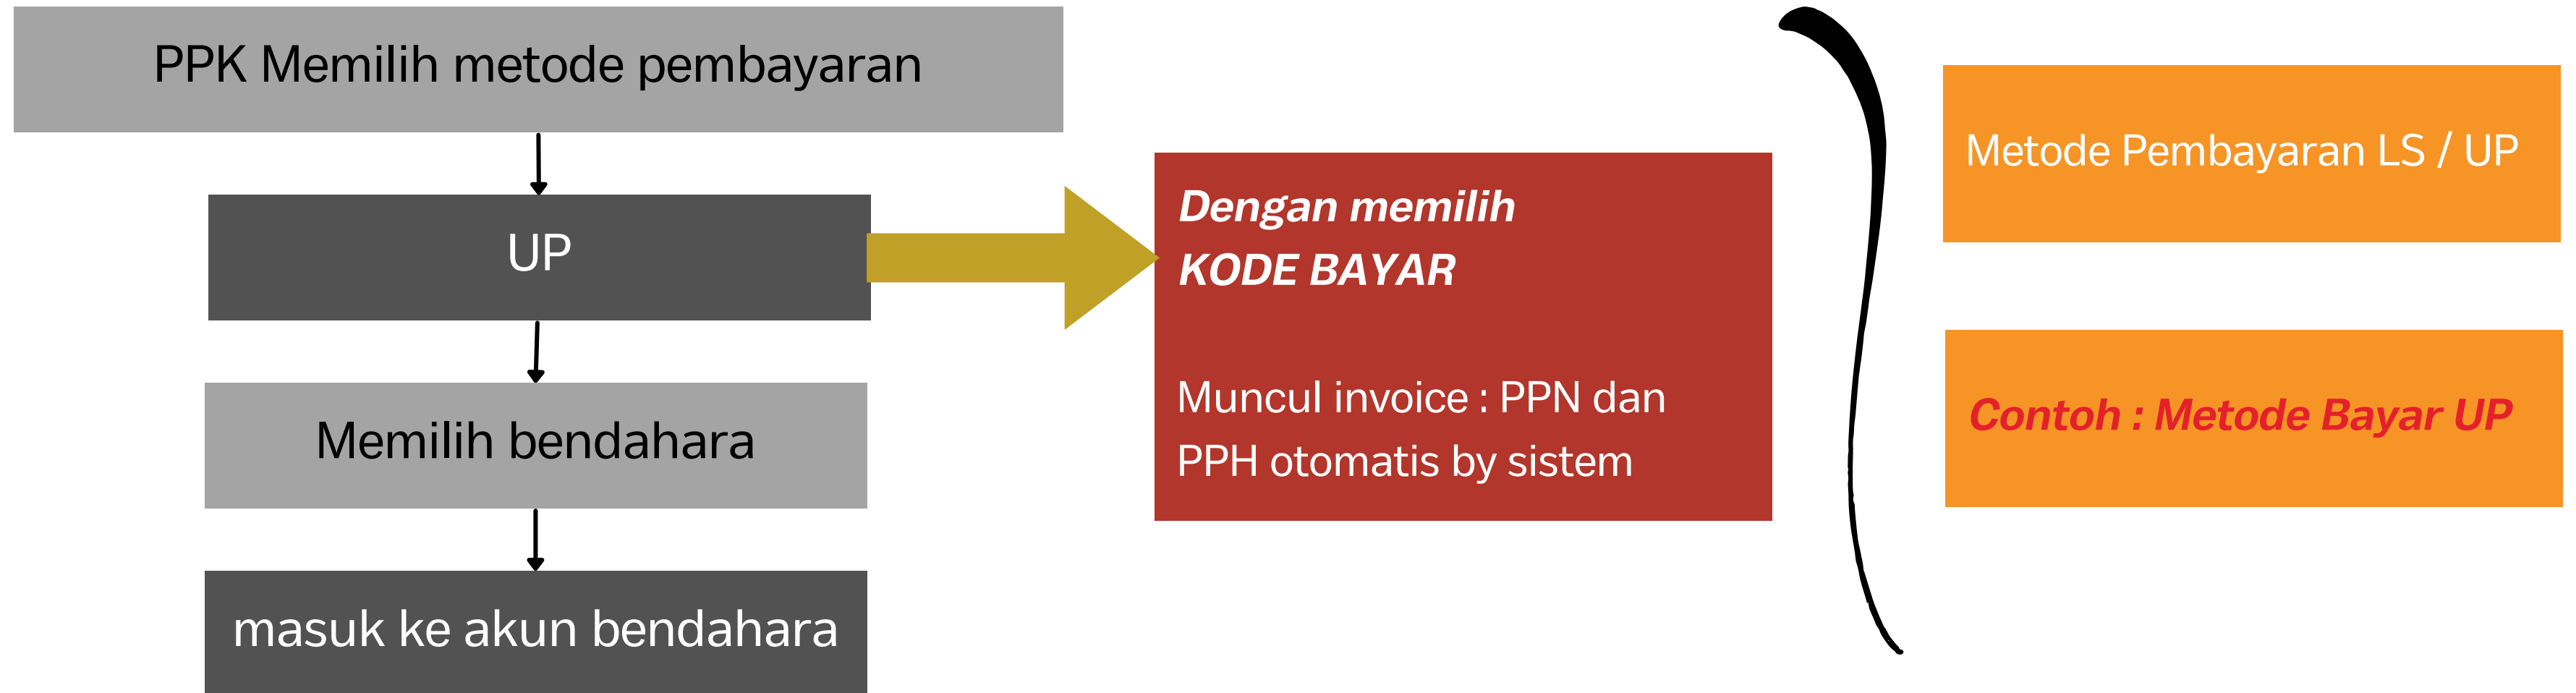 PPK Memilih metode pembayaran
UP
Memilih bendahara
masuk ke akun bendahara
Dengan memilih
KODE BAYAR
Muncul invoice : PPN dan
PPH otomatis by sistem
Metode Pembayaran LS / UP
Contoh : Metode Bayar UP